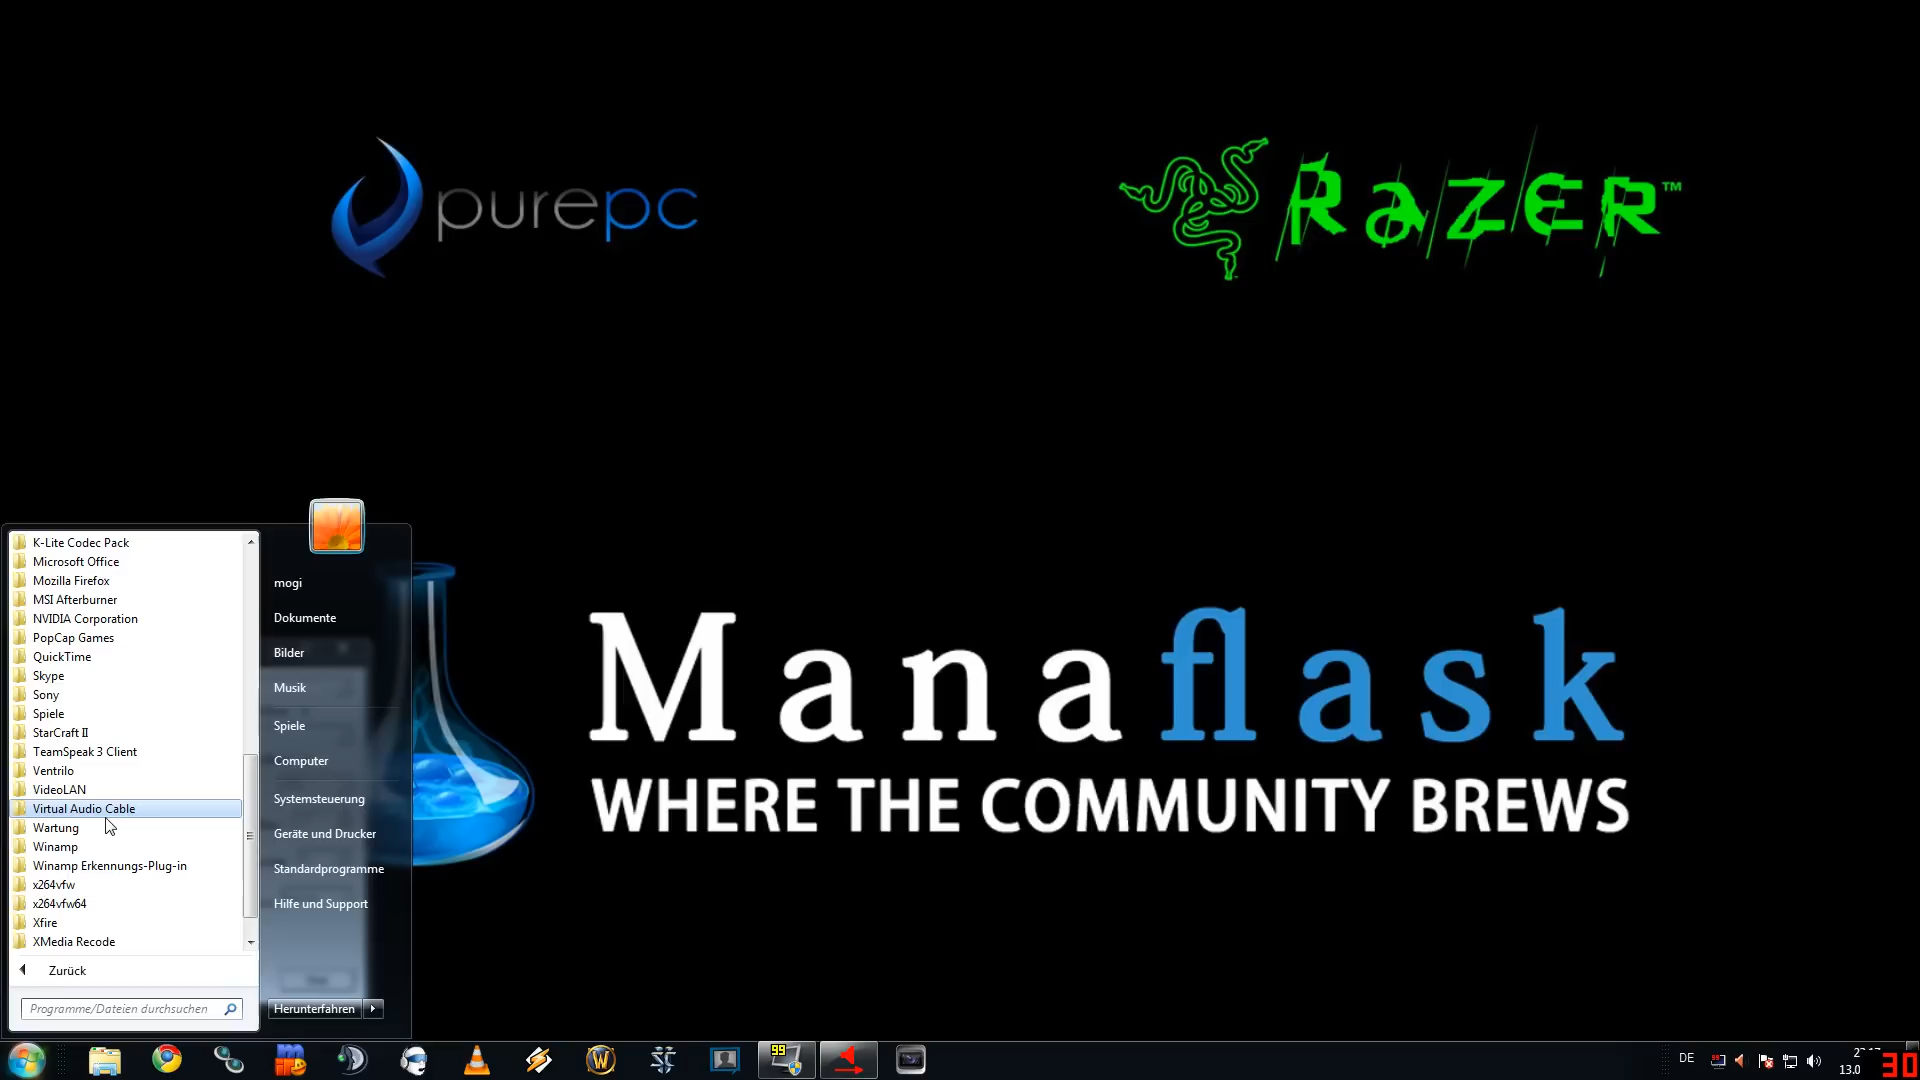 purepc
RAZER™
K-Lite Codec Pack
Microsoft Office
Mozilla Firefox
MSI Afterburner
NVIDIA Corporation
PopCap Games
QuickTime
Skype
Sony
Spiele
StarCraft II
TeamSpeak 3 Client
Ventrilo
VideoLAN
Virtual Audio Cable
Wartung
Winamp
Winamp Erkennungs-Plug-in
x264vfw
x264vfw64
Xfire
XMedia Recode
Zurück
Programme/Dateien durchsuchen
mogi
Dokumente
Bilder
Musik
Spiele
Computer
Systemsteuerung
Geräte und Drucker
Standardprogramme
Hilfe und Support
Herunterfahren
Manaflask
WHERE THE COMMUNITY BREWS
99
DE
13.0
30